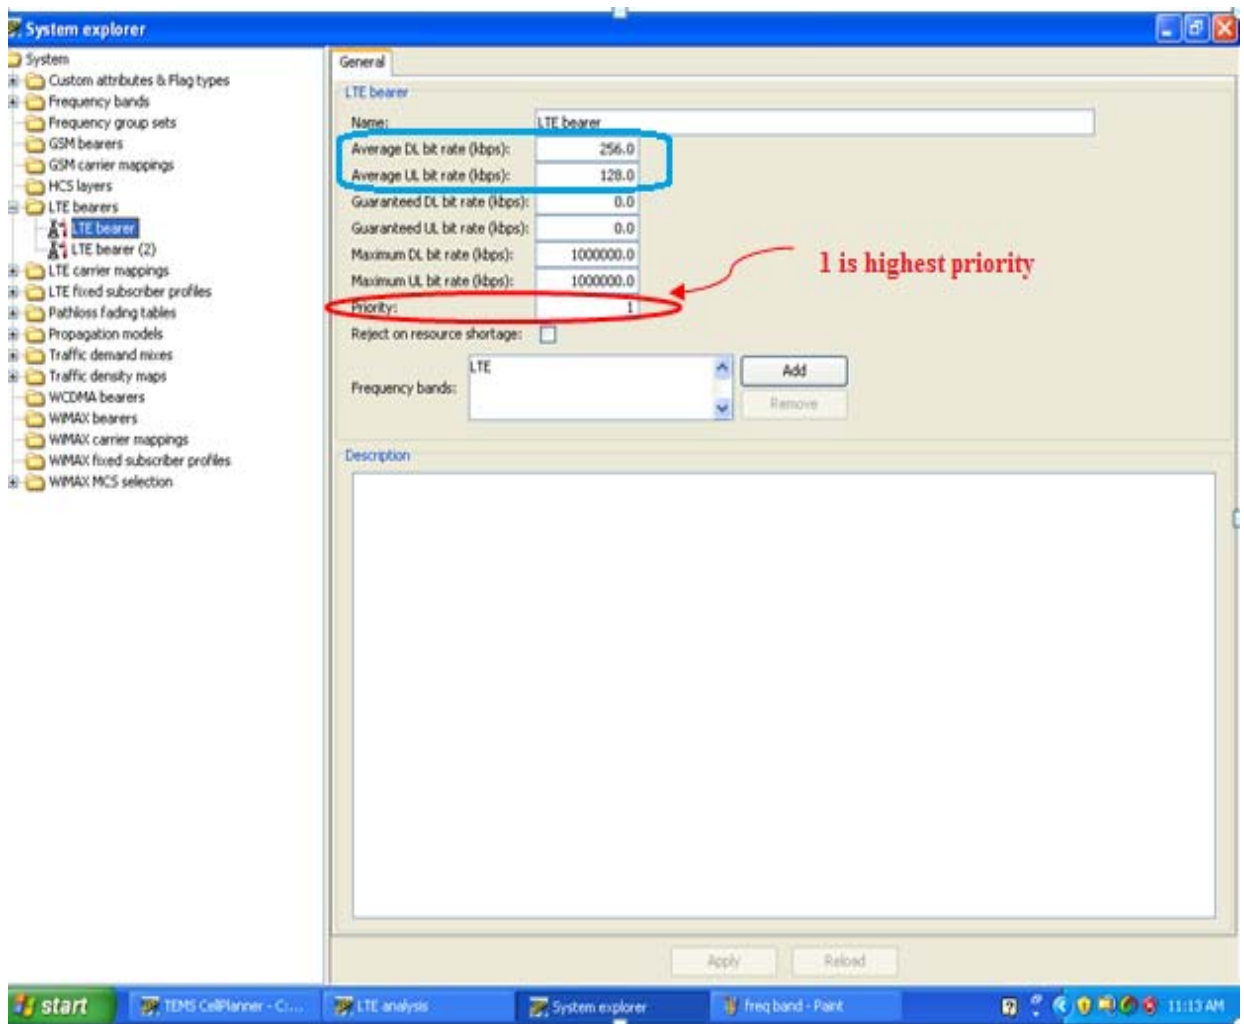 System explorer
System
Custom attributes & Flag types
Frequency bands
Frequency group sets
GSM bearers
GSM carrier mappings
HCS layers
LTE bearers
LTE bearer
LTE bearer (2)
LTE carrier mappings
LTE fixed subscriber profiles
Pathloss fading tables
Propagation models
Traffic demand mixes
Traffic density maps
WCDMA bearers
WiMAX bearers
WiMAX carrier mappings
WiMAX fixed subscriber profiles
WiMAX MCS selection
General
LTE bearer
Name: LTE bearer
Average DL bit rate (kbps): 256.0
Average UL bit rate (kbps): 128.0
Guaranteed DL bit rate (kbps): 0.0
Guaranteed UL bit rate (kbps): 0.0
Maximum DL bit rate (kbps): 1000000.0
Maximum UL bit rate (kbps): 1000000.0
Priority: 1
1 is highest priority
Reject on resource shortage:
Frequency bands: LTE
Add
Remove
Description
Apply Reload
start TEMS CellPlanner - C:... LTE analysis System explorer freq band - Paint 11:13 AM